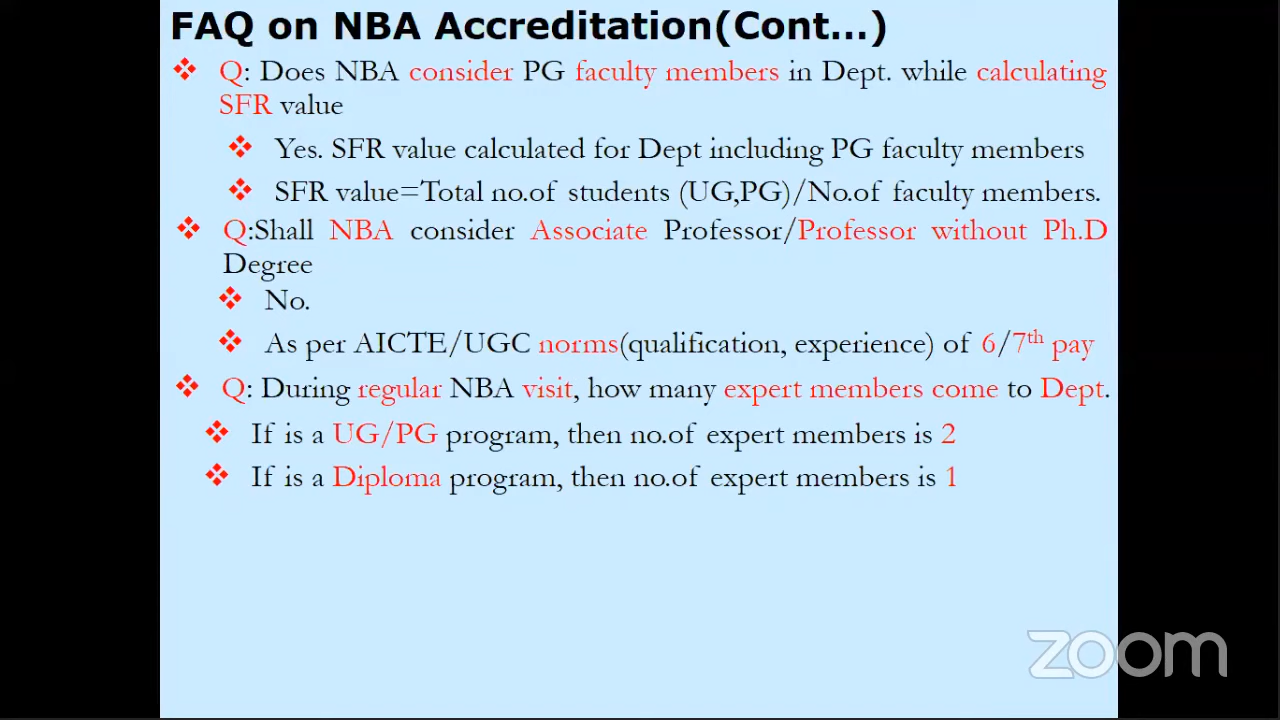 FAQ on NBA Accreditation(Cont...)
Q: Does NBA consider PG faculty members in Dept. while calculating
SFR value
Yes. SFR value calculated for Dept including PG faculty members
SFR value=Total no.of students (UG,PG)/No.of faculty members.
Q:Shall NBA consider Associate Professor/Professor without Ph.D
Degree
No.
As per AICTE/UGC norms(qualification, experience) of 6/7th pay
Q: During regular NBA visit, how many expert members come to Dept.
If is a UG/PG program, then no.of expert members is 2
If is a Diploma program, then no.of expert members is 1
zoom